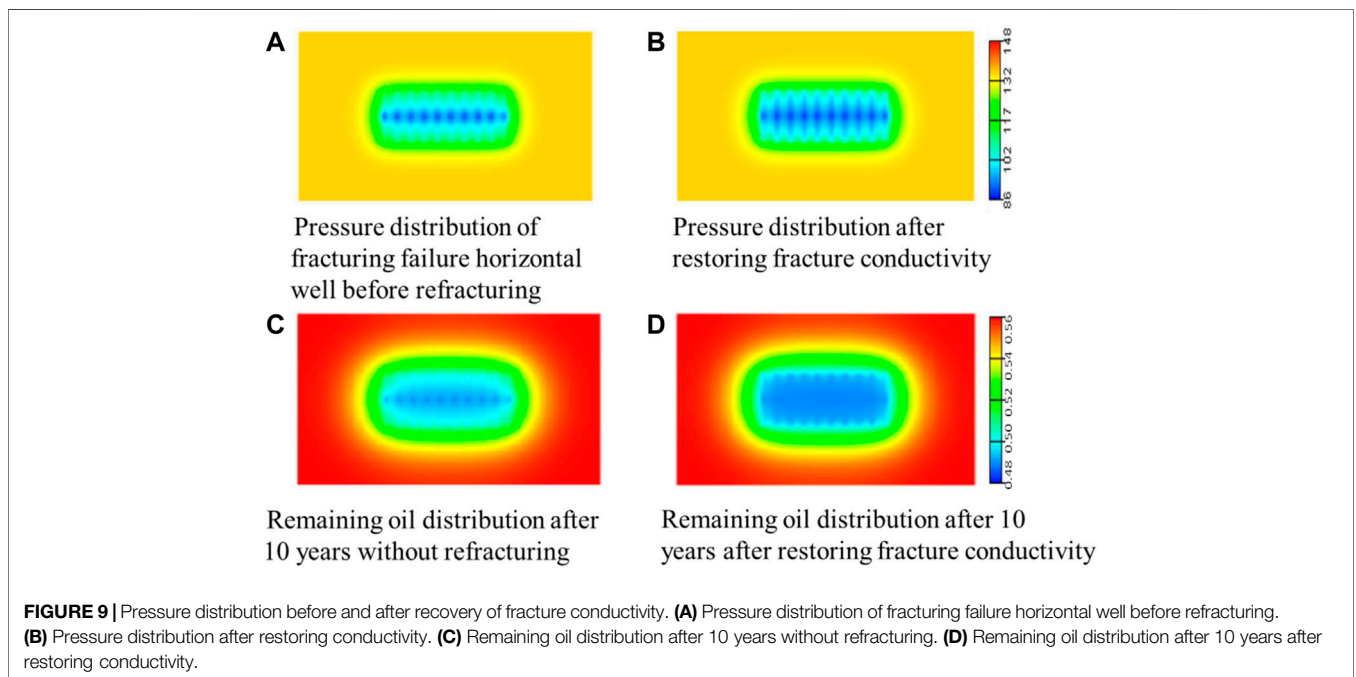 A
B
148
132
117
102
86
Pressure distribution of
fracturing failure horizontal
well before refracturing
Pressure distribution after
restoring fracture conductivity
C
D
0.56
0.54
0.52
0.50
0.48
Remaining oil distribution after
10 years without refracturing
Remaining oil distribution after 10
years after restoring fracture conductivity
FIGURE 9 | Pressure distribution before and after recovery of fracture conductivity. (A) Pressure distribution of fracturing failure horizontal well before refracturing.
(B) Pressure distribution after restoring conductivity. (C) Remaining oil distribution after 10 years without refracturing. (D) Remaining oil distribution after 10 years after
restoring conductivity.